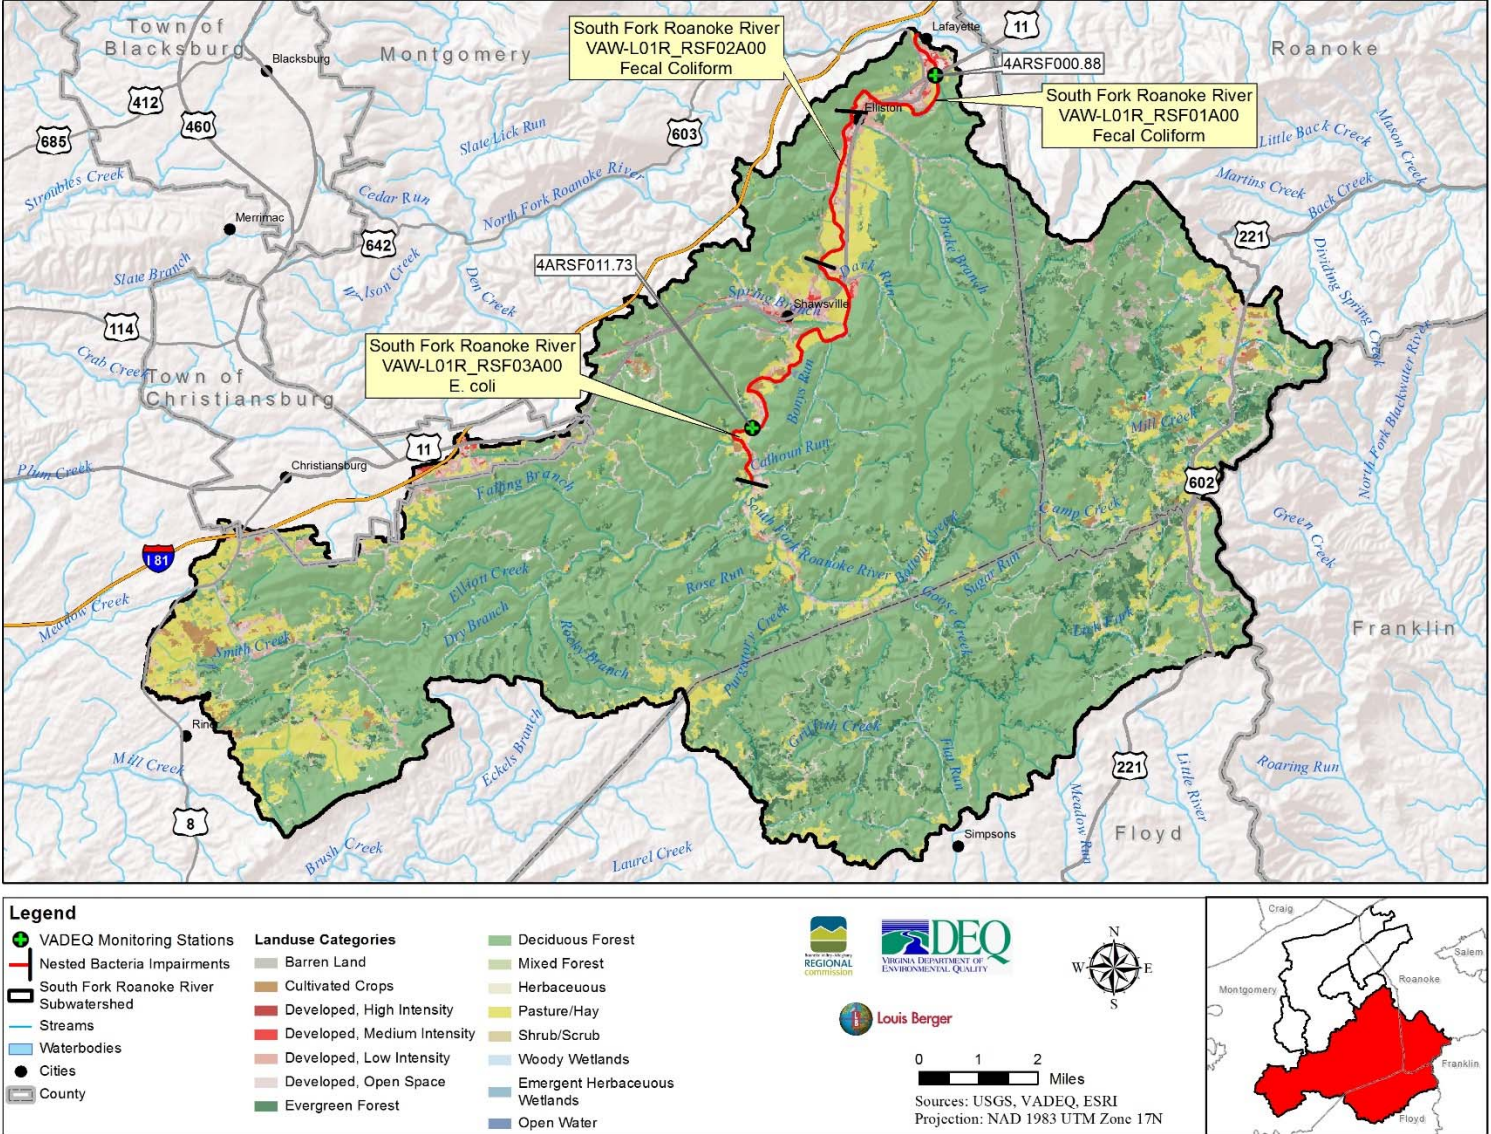 Town of
Blacksburg
Blacksburg
Montgomery
South Fork Roanoke River
VAW-L01R_RSF02A00
Fecal Coliform
Lafayette
11
Roanoke
4ARSF000.88
South Fork Roanoke River
VAW-L01R_RSF01A00
Fecal Coliform
412
460
685
603
Slate Lick Run
Elliston
Little Back Creek
Mason Creek
Martins Creek
Back Creek
Stroubles Creek
Cedar Run
North Fork Roanoke River
Merrimac
642
221
Brake Branch
Dividing Spring Creek
Slate Branch
Wilson Creek
Den Creek
4ARSF011.73
Dark Run
Spring Branch
Shawsville
114
Crab Creek
South Fork Roanoke River
VAW-L01R_RSF03A00
E. coli
Town of
Christiansburg
Bonys Run
North Fork Blackwater River
Mill Creek
11
Calhoun Run
Plum Creek
Christiansburg
Falling Branch
602
South Fork Roanoke River
Camp Creek
Green Creek
I 81
Elliott Creek
Rose Run
Bottom Creek
Sugar Run
Meadow Creek
Dry Branch
Goose Creek
Lick Fork
Franklin
Smith Creek
Rocky Branch
Purgatory Creek
Griffith Creek
Flat Run
Mill Creek
Eckels Branch
221
Little River
Roaring Run
Meadow Run
8
Brush Creek
Laurel Creek
Simpsons
Floyd
Legend
VADEQ Monitoring Stations
Nested Bacteria Impairments
South Fork Roanoke River
Subwatershed
Streams
Waterbodies
Cities
County
Landuse Categories
Barren Land
Cultivated Crops
Developed, High Intensity
Developed, Medium Intensity
Developed, Low Intensity
Developed, Open Space
Evergreen Forest
Deciduous Forest
Mixed Forest
Herbaceuous
Pasture/Hay
Shrub/Scrub
Woody Wetlands
Emergent Herbaceuous
Wetlands
Open Water
REGIONAL
commission
DEQ
VIRGINIA DEPARTMENT OF
ENVIRONMENTAL QUALITY
Louis Berger
N
W
E
S
0 1 2
Miles
Sources: USGS, VADEQ, ESRI
Projection: NAD 1983 UTM Zone 17N
Craig
Salem
Roanoke
Montgomery
Franklin
Floyd